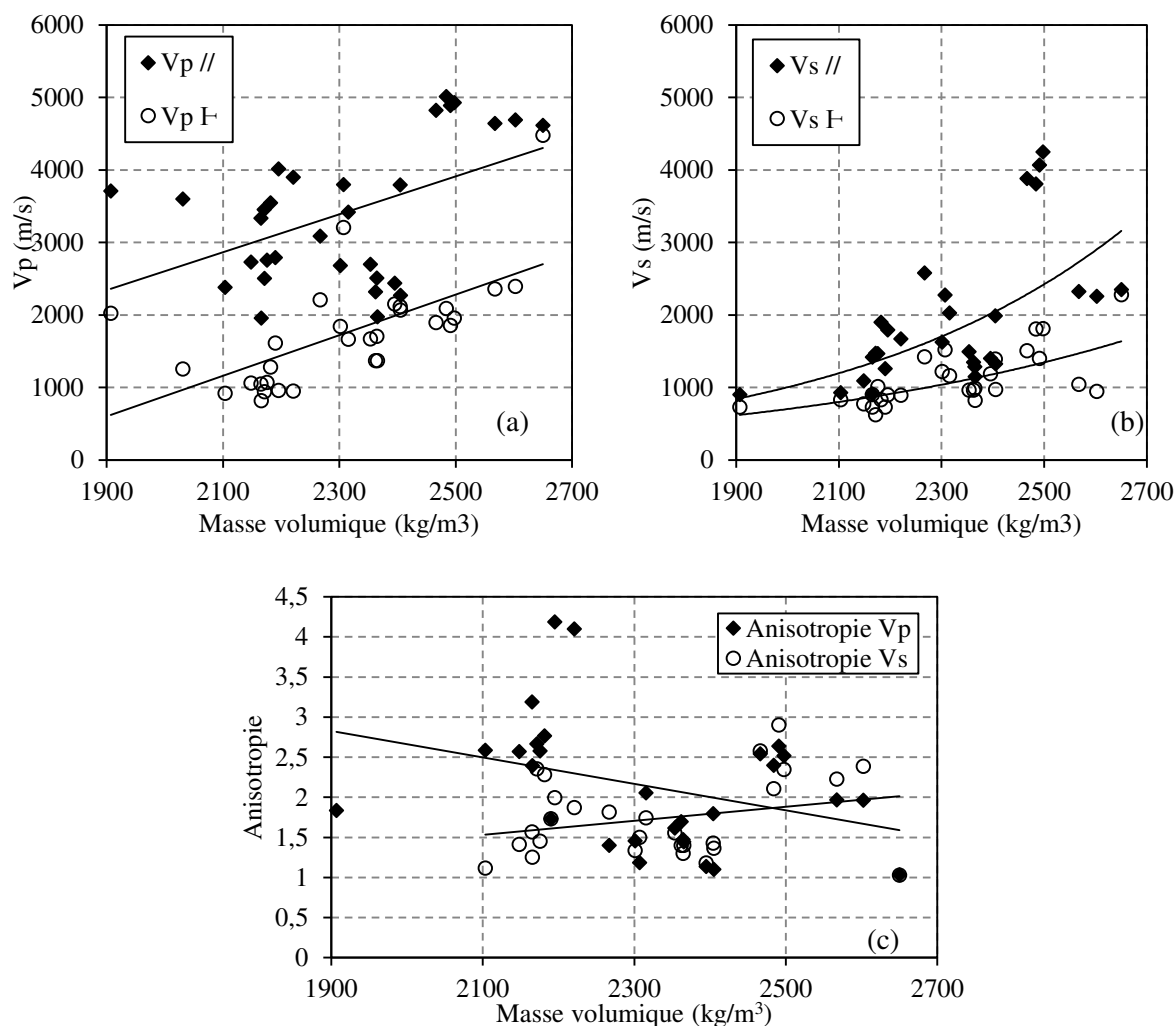 6000
5000
4000
3000
2000
1000
0
Vp (m/s)
Vp //
Vp Ⱶ
(a)
1900 2100 2300 2500 2700
Masse volumique (kg/m3)
6000
5000
4000
3000
2000
1000
0
Vs (m/s)
Vs //
Vs Ⱶ
(b)
1900 2100 2300 2500 2700
Masse volumique (kg/m3)
4,5
4
3,5
3
2,5
2
1,5
1
0,5
0
Anisotropie
Anisotropie Vp
Anisotropie Vs
(c)
1900 2100 2300 2500 2700
Masse volumique (kg/m³)